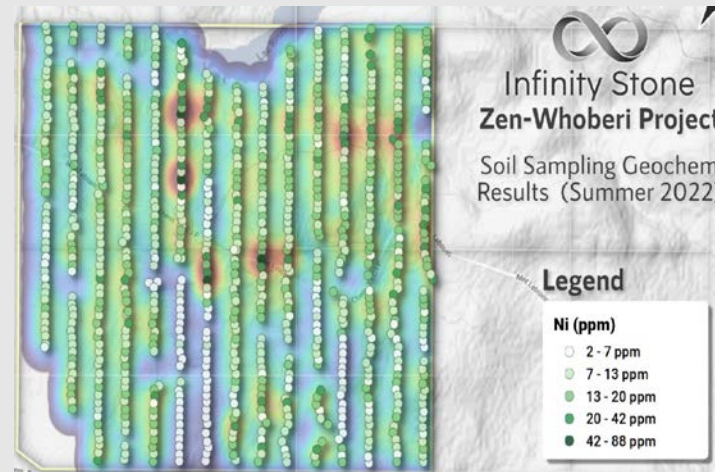 Infinity Stone
Zen-Whoberi Project
Soil Sampling Geochem
Results (Summer 2022)
Legend
Ni (ppm)
2 - 7 ppm
7 - 13 ppm
13 - 20 ppm
20 - 42 ppm
42 - 88 ppm